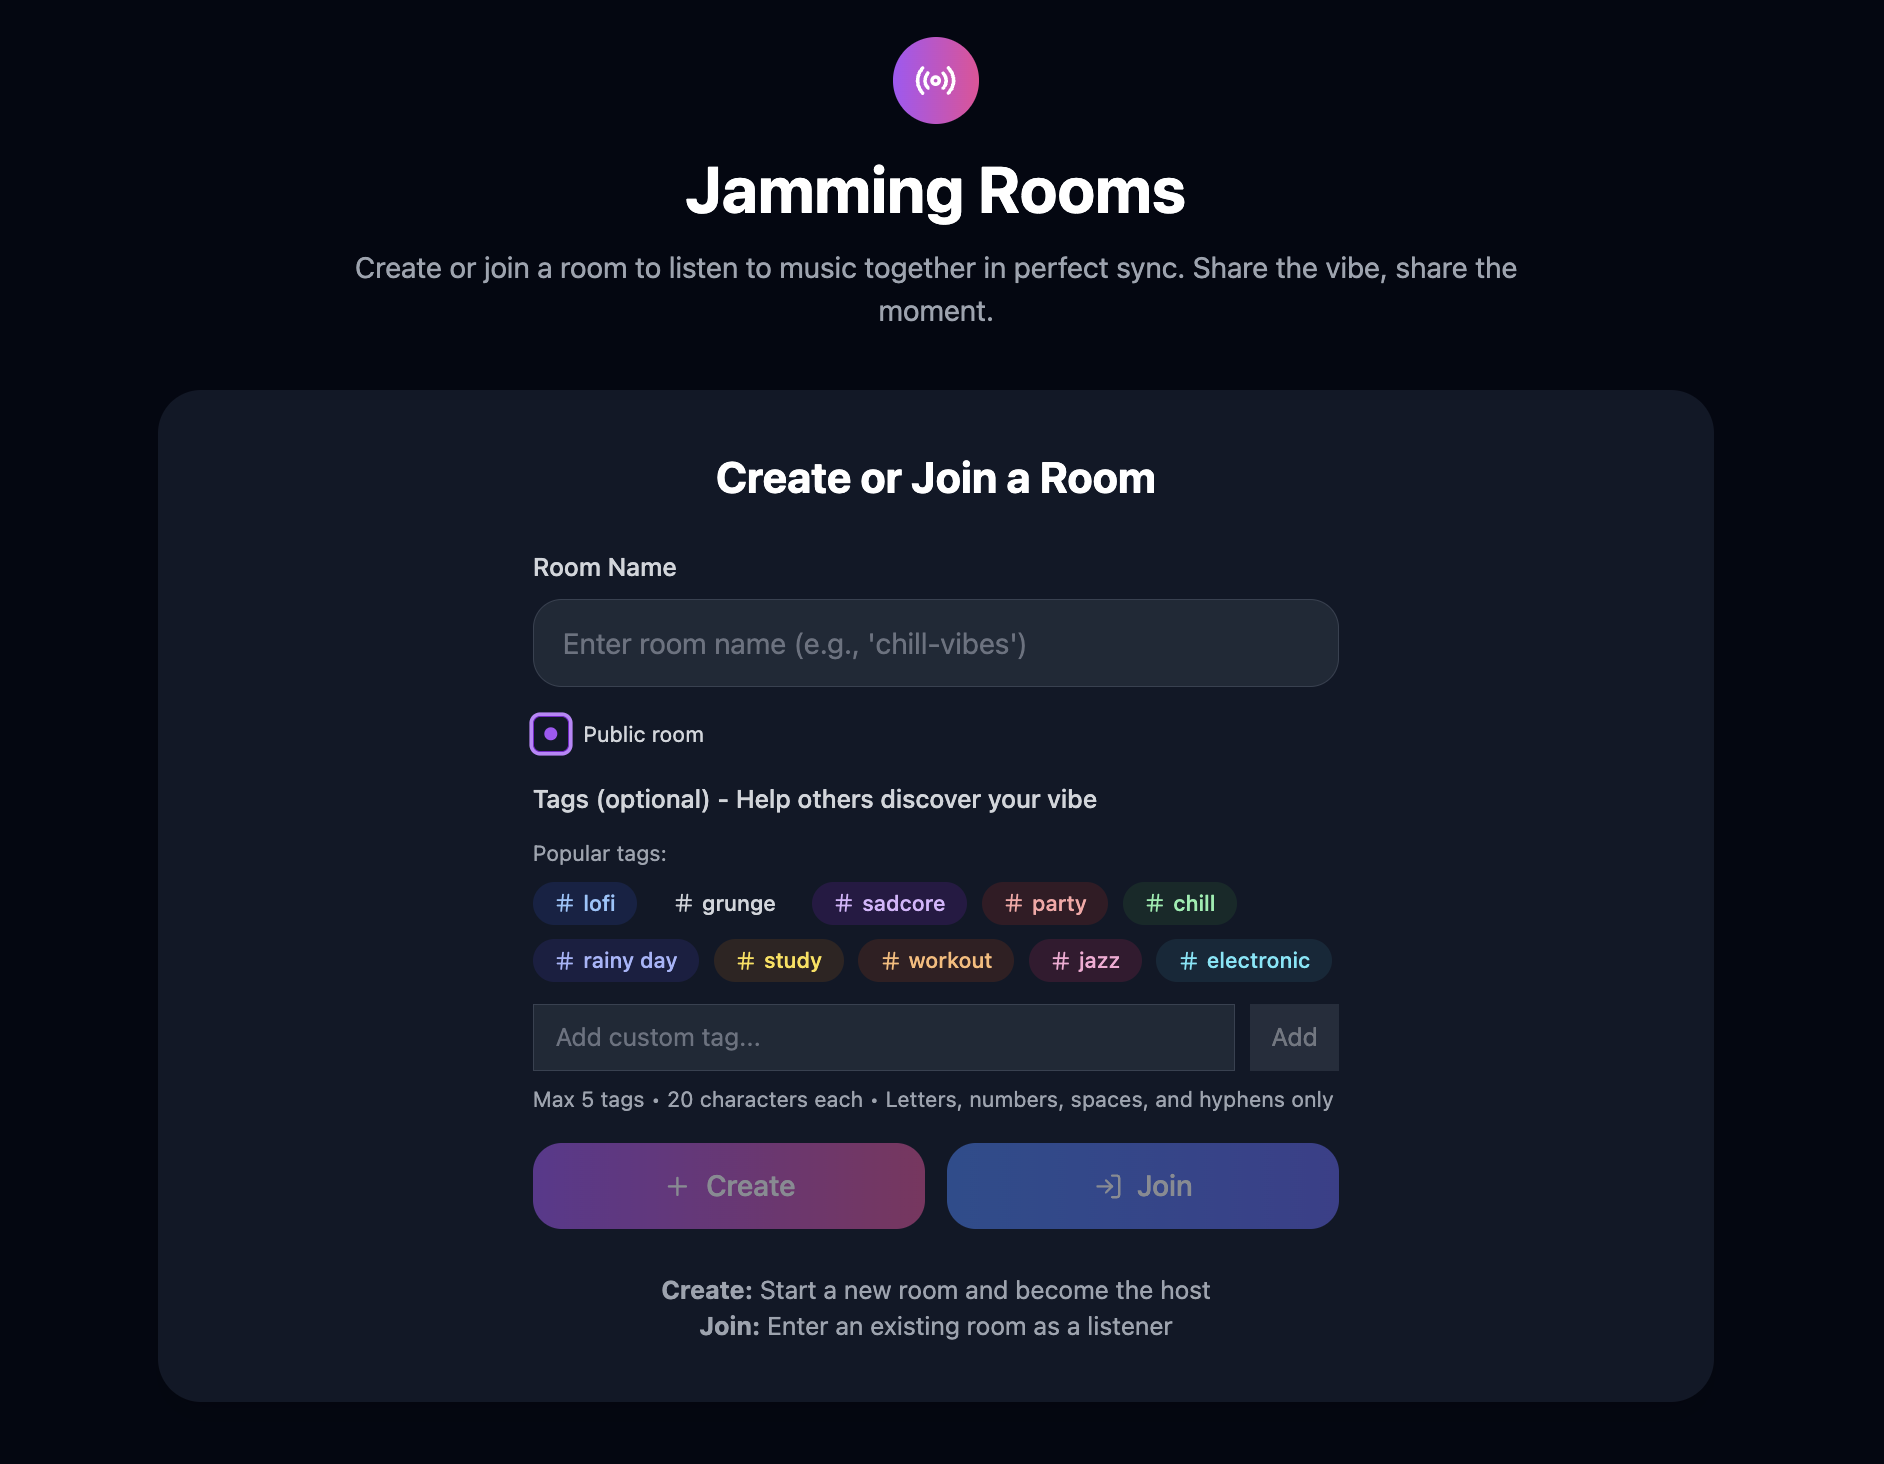 Jamming Rooms
Create or join a room to listen to music together in perfect sync. Share the vibe, share the
moment.
Create or Join a Room
Room Name
Enter room name (e.g., 'chill-vibes')
Public room
Tags (optional) - Help others discover your vibe
Popular tags:
# lofi # grunge # sadcore # party # chill
# rainy day # study # workout # jazz # electronic
Add custom tag... Add
Max 5 tags • 20 characters each • Letters, numbers, spaces, and hyphens only
+ Create Join
Create: Start a new room and become the host
Join: Enter an existing room as a listener